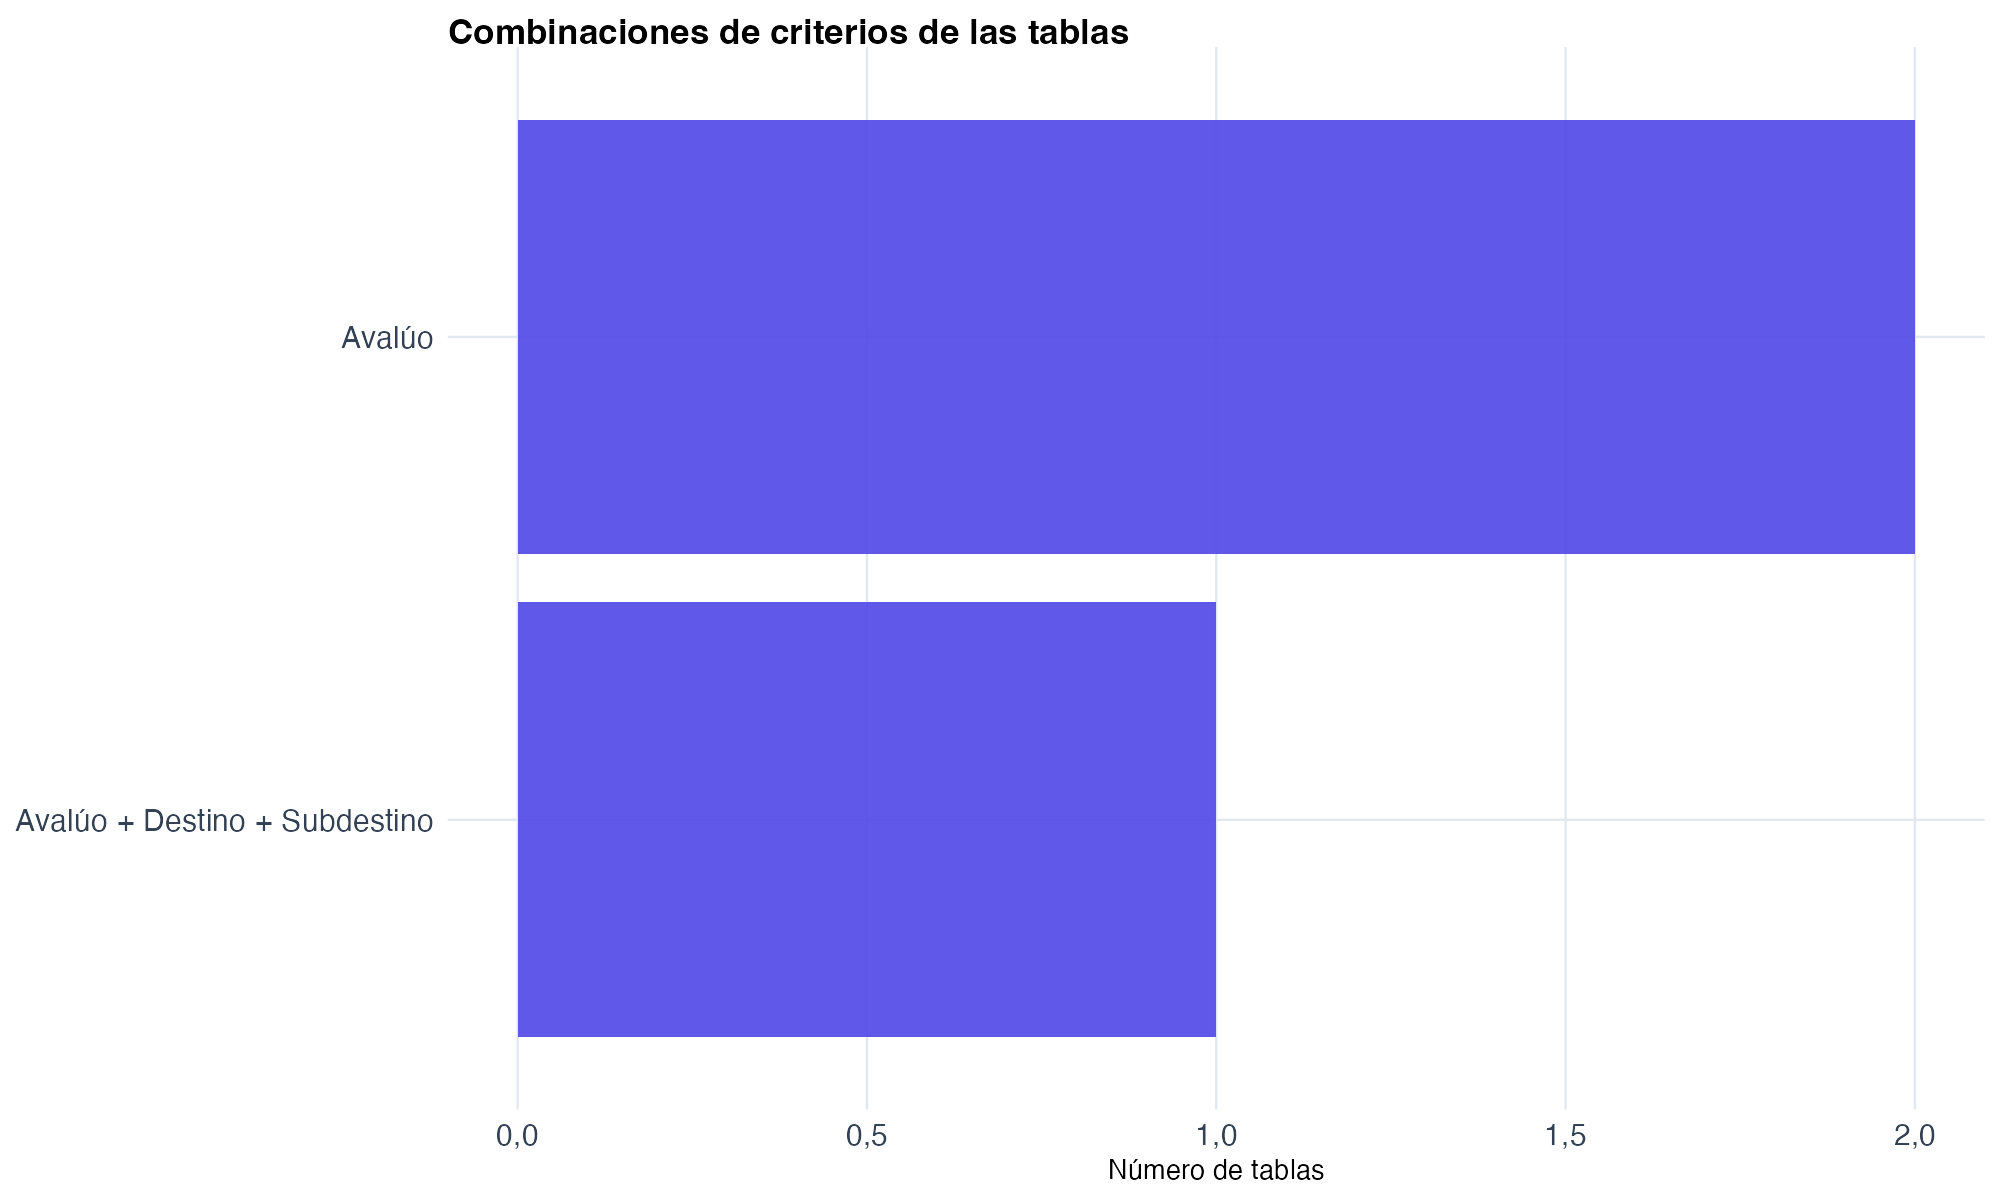 Combinaciones de criterios de las tablas
Avalúo
Avalúo + Destino + Subdestino
0,0 0,5 1,0 1,5 2,0
Número de tablas